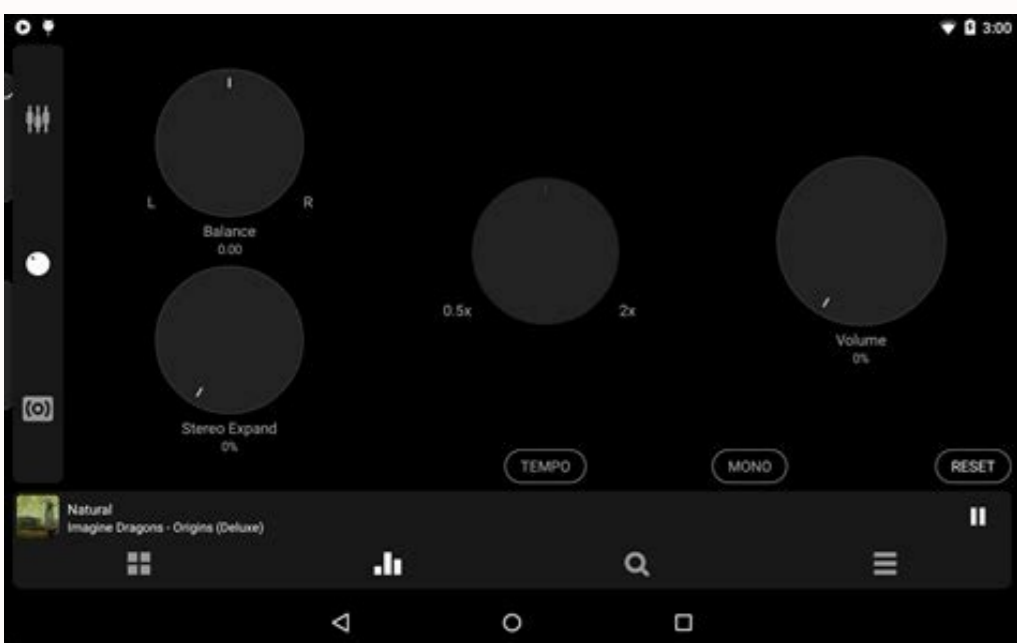 3:00
L
R
Balance
0.00
0.5x
2x
Volume
0%
Stereo Expand
0%
TEMPO
MONO
RESET
Natural
Imagine Dragons - Origins (Deluxe)